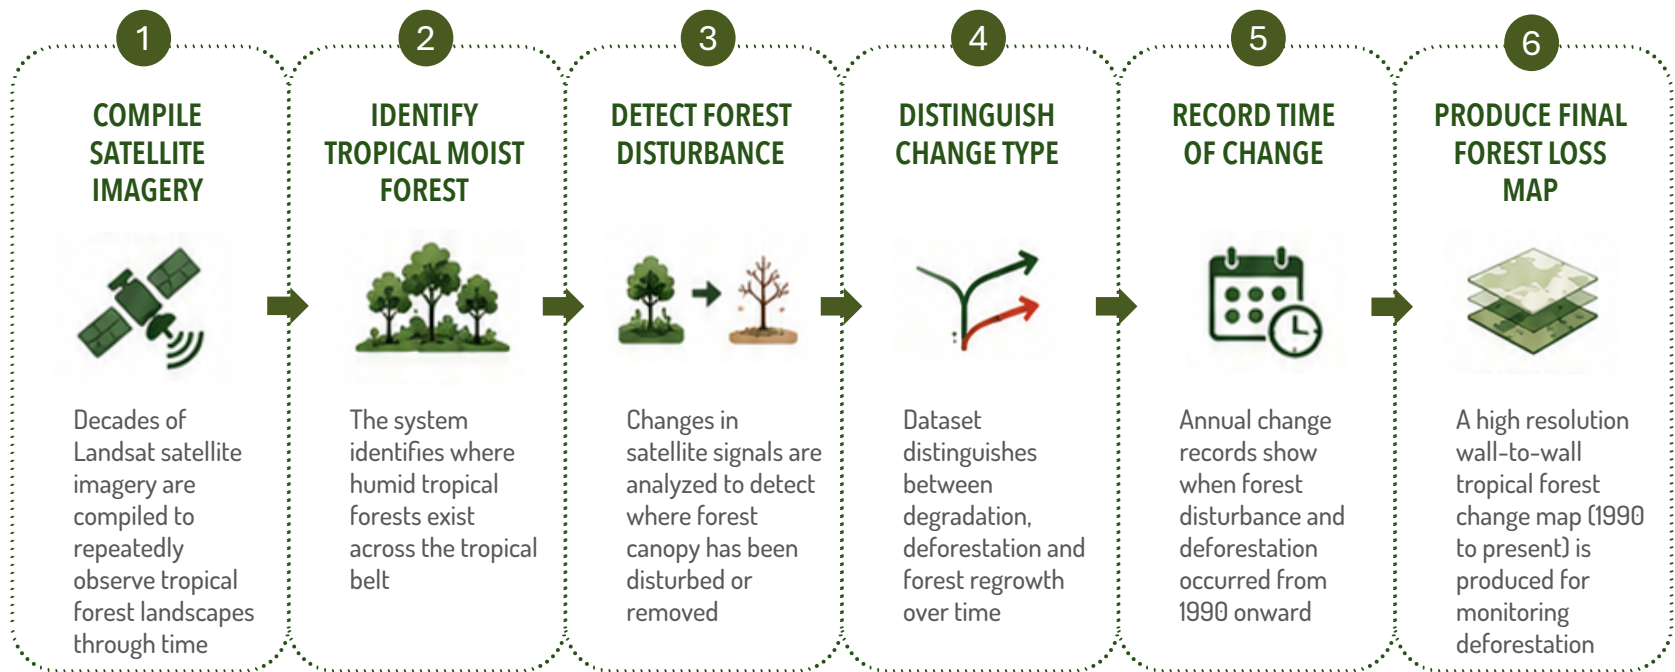 1
COMPILE
SATELLITE
IMAGERY
Decades of
Landsat satellite
imagery are
compiled to
repeatedly
observe tropical
forest landscapes
through time
2
IDENTIFY
TROPICAL MOIST
FOREST
The system
identifies where
humid tropical
forests exist
across the tropical
belt
3
DETECT FOREST
DISTURBANCE
Changes in
satellite signals are
analyzed to detect
where forest
canopy has been
disturbed or
removed
4
DISTINGUISH
CHANGE TYPE
Dataset
distinguishes
between
degradation,
deforestation and
forest regrowth
over time
5
RECORD TIME
OF CHANGE
Annual change
records show
when forest
disturbance and
deforestation
occurred from
1990 onward
6
PRODUCE FINAL
FOREST LOSS
MAP
A high resolution
wall-to-wall
tropical forest
change map (1990
to present) is
produced for
monitoring
deforestation